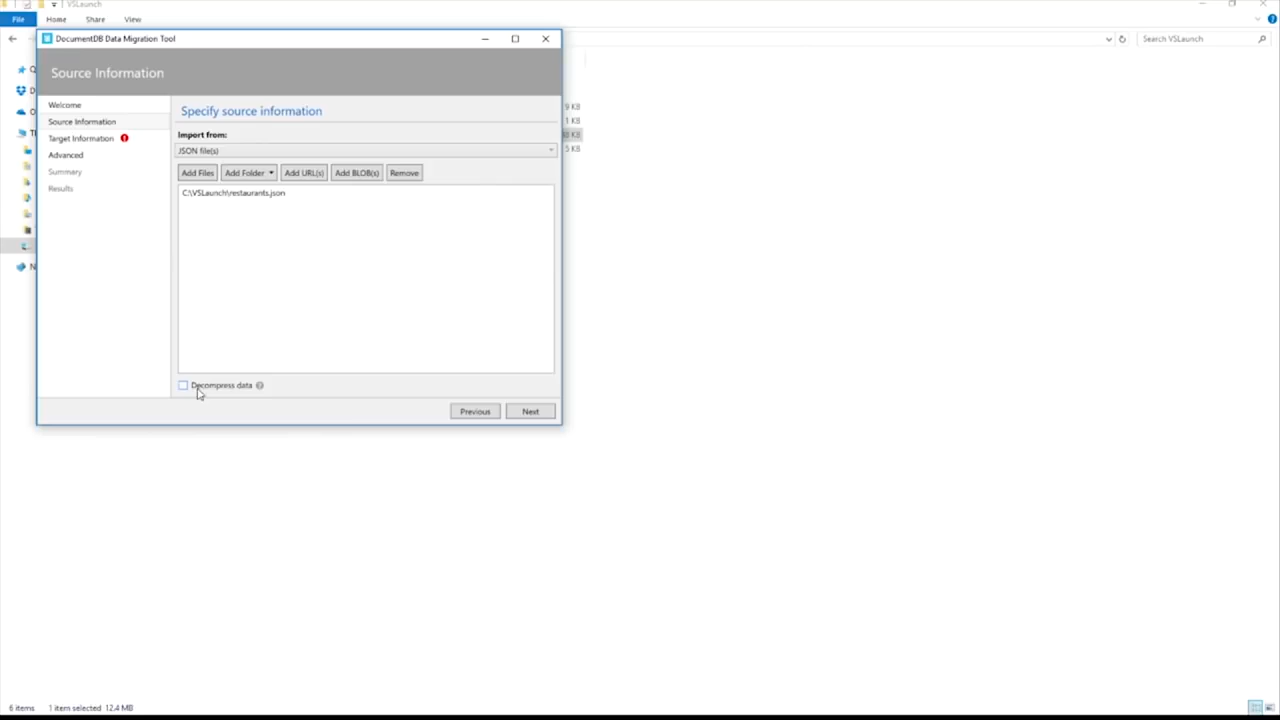 VSLaunch
File Home Share View
DocumentDB Data Migration Tool
Search VSLaunch
Source Information
Welcome
Source Information
Target Information
Advanced
Summary
Results
Specify source information
Import from:
JSON file(s)
Add Files Add Folder Add URL(s) Add BLOB(s) Remove
C:\VSLaunch\restaurants.json
Decompress data
Previous Next
9 KB
1 KB
KB
5 KB
6 items 1 item selected 12.4 MB